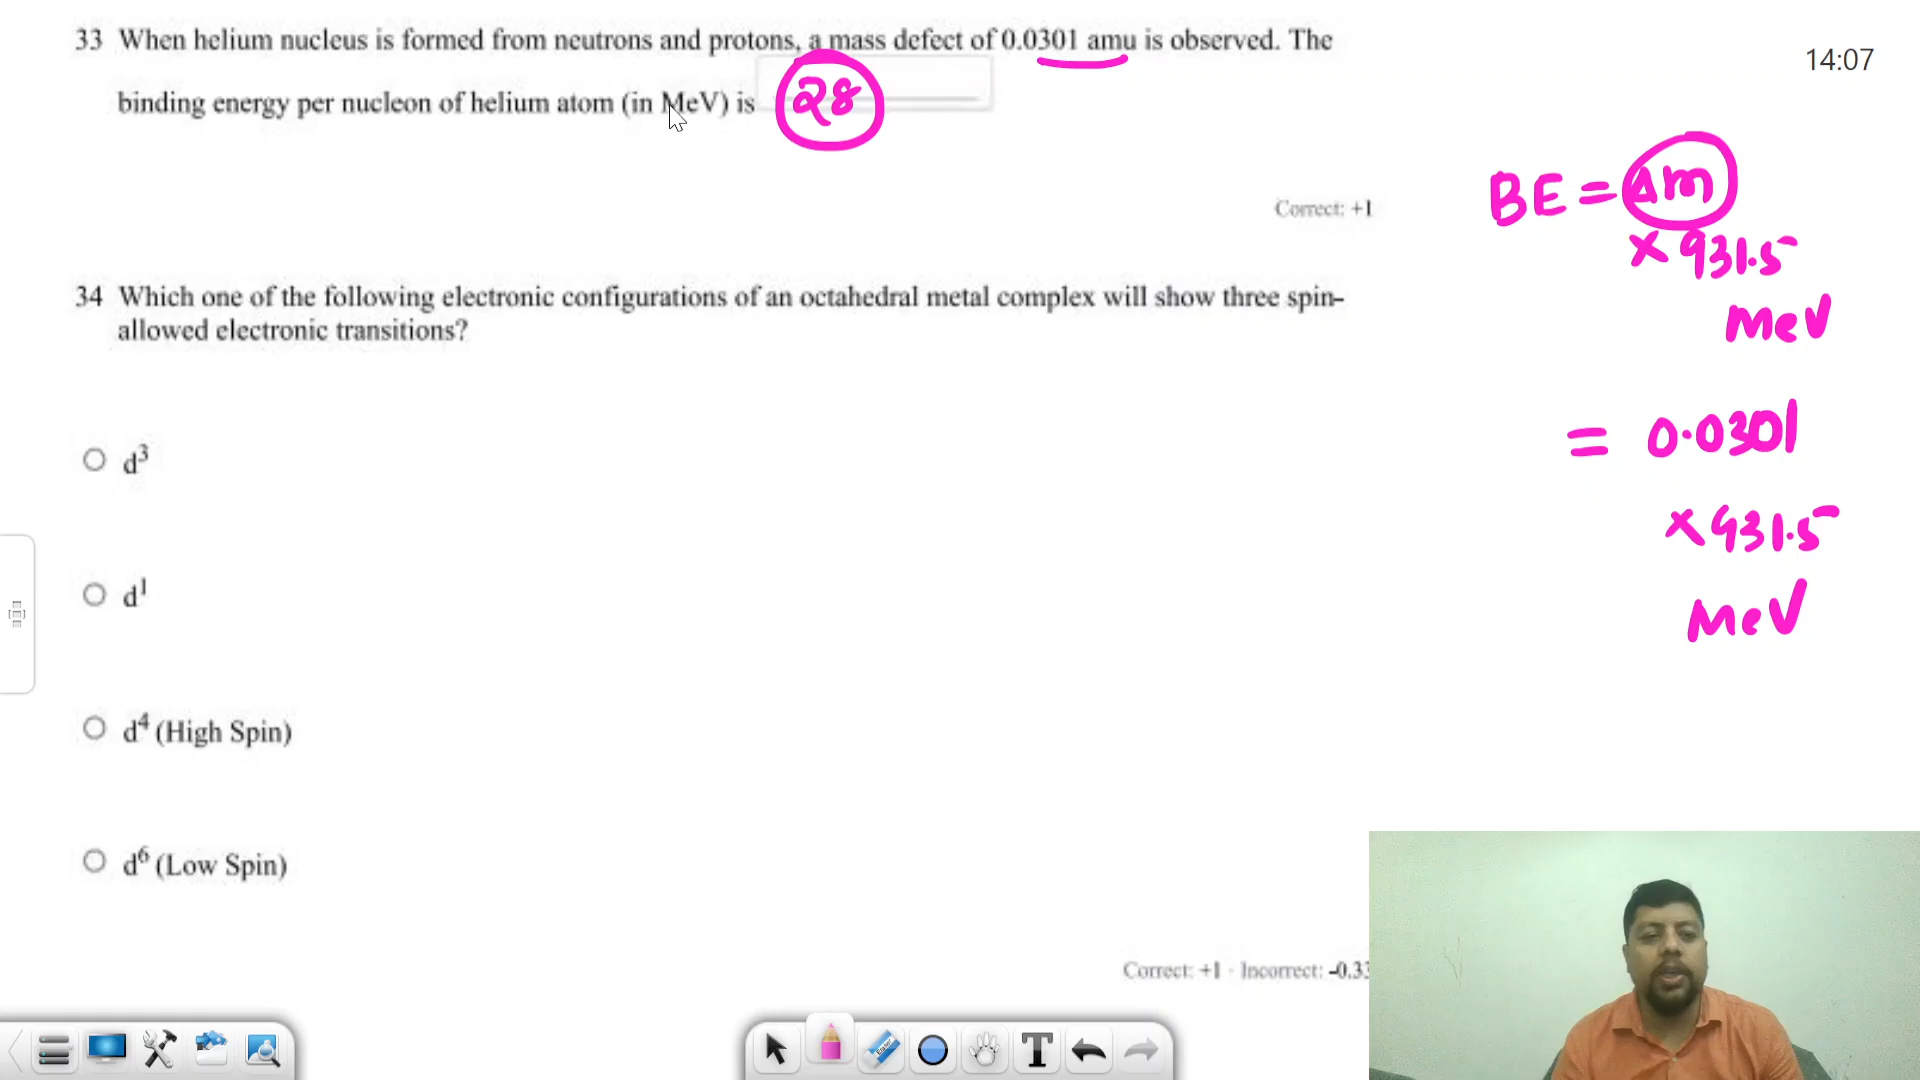 33 When helium nucleus is formed from neutrons and protons, a mass defect of 0.0301 amu is observed. The
binding energy per nucleon of helium atom (in MeV) is 28
14:07
BE = Δm
× 931.5
MeV
Correct: +1
34 Which one of the following electronic configurations of an octahedral metal complex will show three spin-
allowed electronic transitions?
= 0.0301
× 931.5
MeV
d³
d¹
d⁴ (High Spin)
d⁶ (Low Spin)
Correct: +1 · Incorrect: -0.33
T